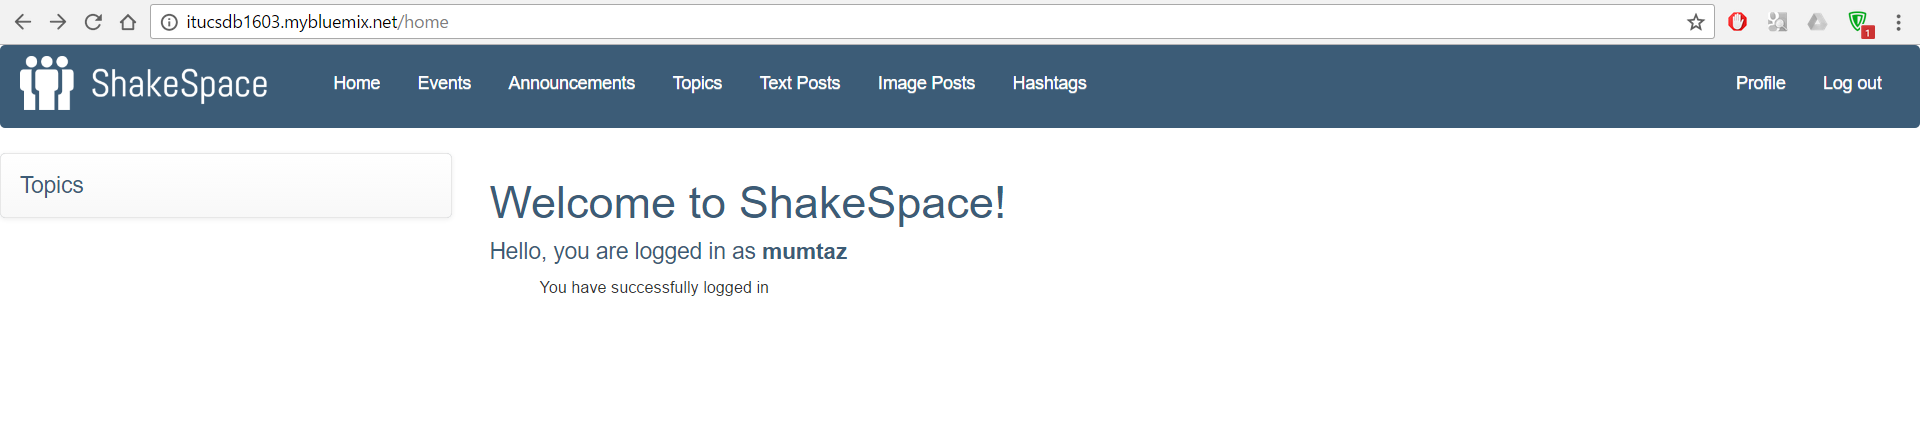 itucsdb1603.mybluemix.net/home
1
ShakeSpace Home Events Announcements Topics Text Posts Image Posts Hashtags Profile Log out
Topics
Welcome to ShakeSpace!
Hello, you are logged in as mumtaz
You have successfully logged in